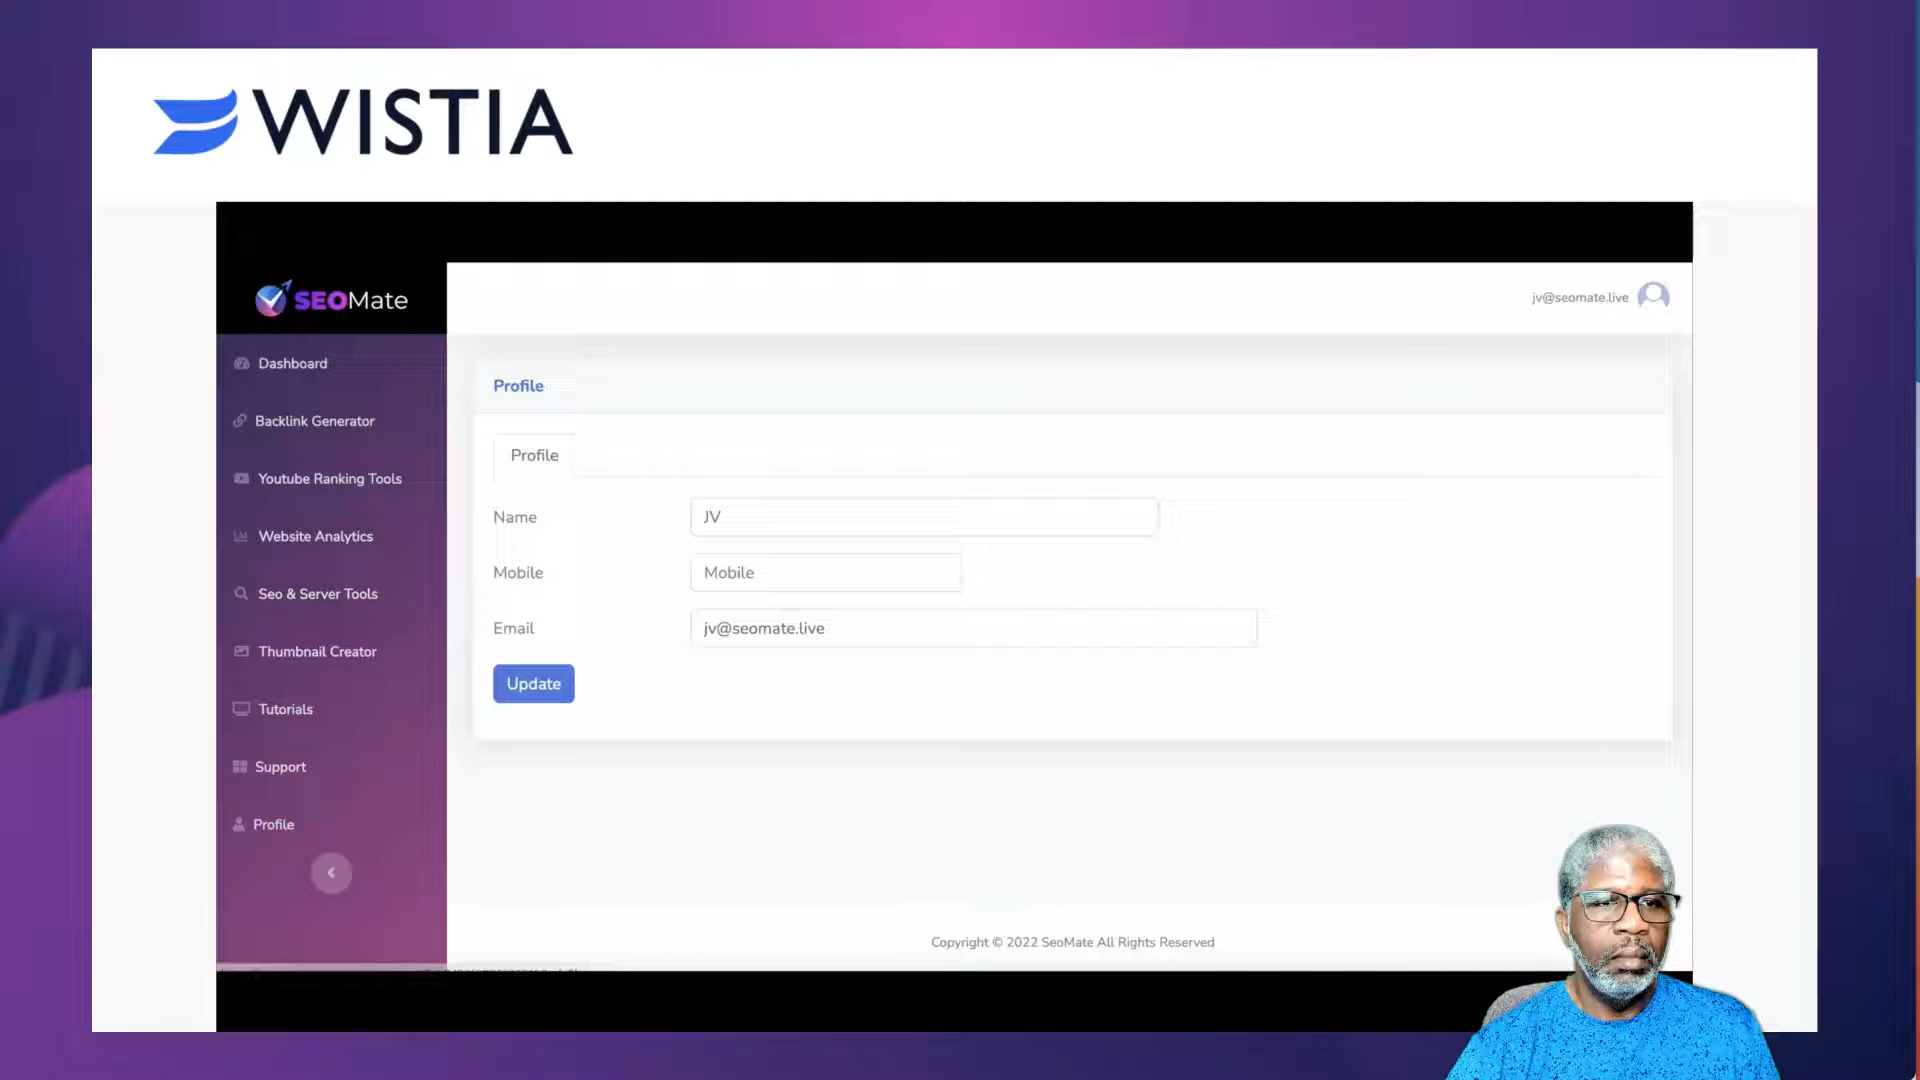 WISTIA
SEOMate
jv@seomate.live
Dashboard
Backlink Generator
Youtube Ranking Tools
Website Analytics
Seo & Server Tools
Thumbnail Creator
Tutorials
Support
Profile
Profile
Profile
Name
JV
Mobile
Mobile
Email
jv@seomate.live
Update
Copyright © 2022 SeoMate All Rights Reserved